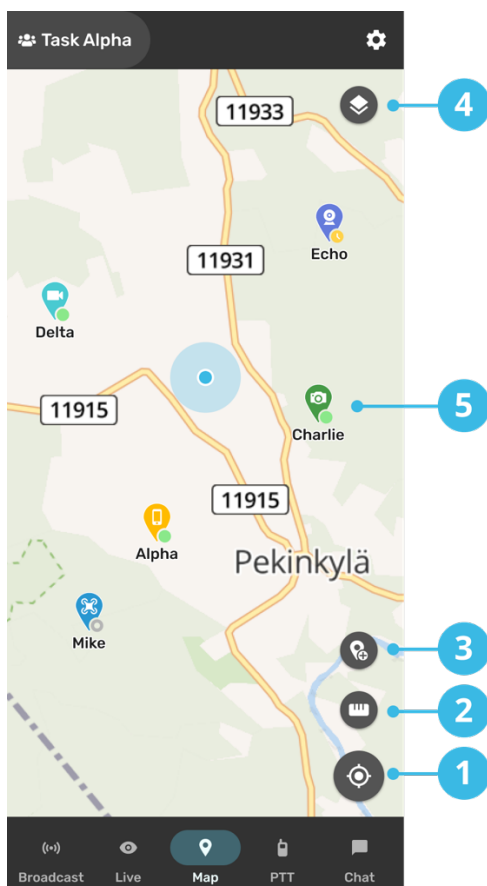 Task Alpha
11933
4
Echo
11931
Delta
5
11915
Charlie
11915
Alpha
Pekinkylä
Mike
3
2
1
Broadcast Live Map PTT Chat